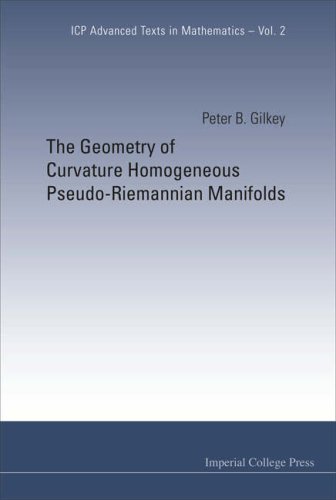 ICP Advanced Texts in Mathematics – Vol. 2
Peter B. Gilkey
The Geometry of
Curvature Homogeneous
Pseudo-Riemannian Manifolds
Imperial College Press